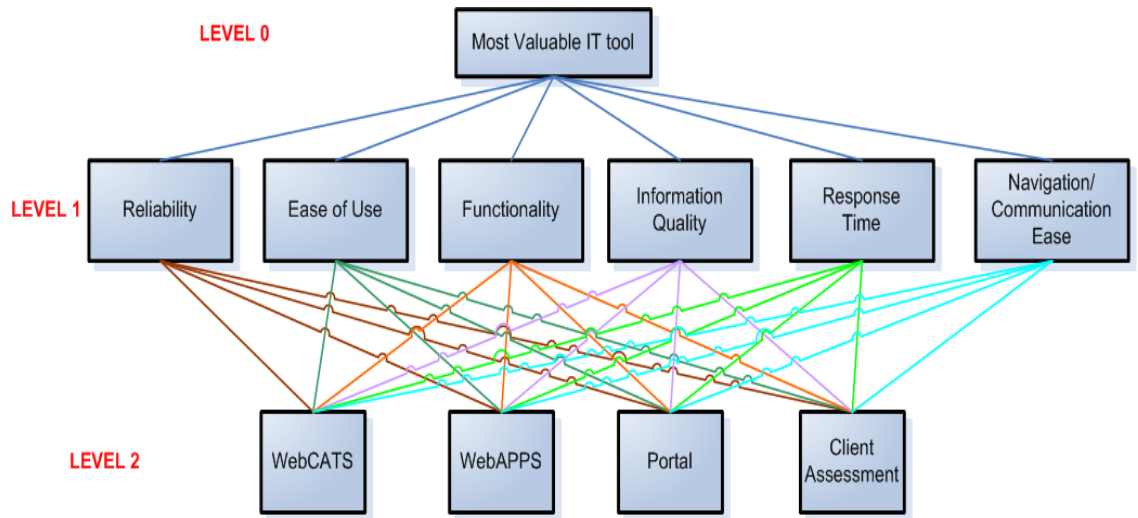 LEVEL 0
Most Valuable IT tool
LEVEL 1
Reliability
Ease of Use
Functionality
Information
Quality
Response
Time
Navigation/
Communication
Ease
LEVEL 2
WebCATS
WebAPPS
Portal
Client
Assessment